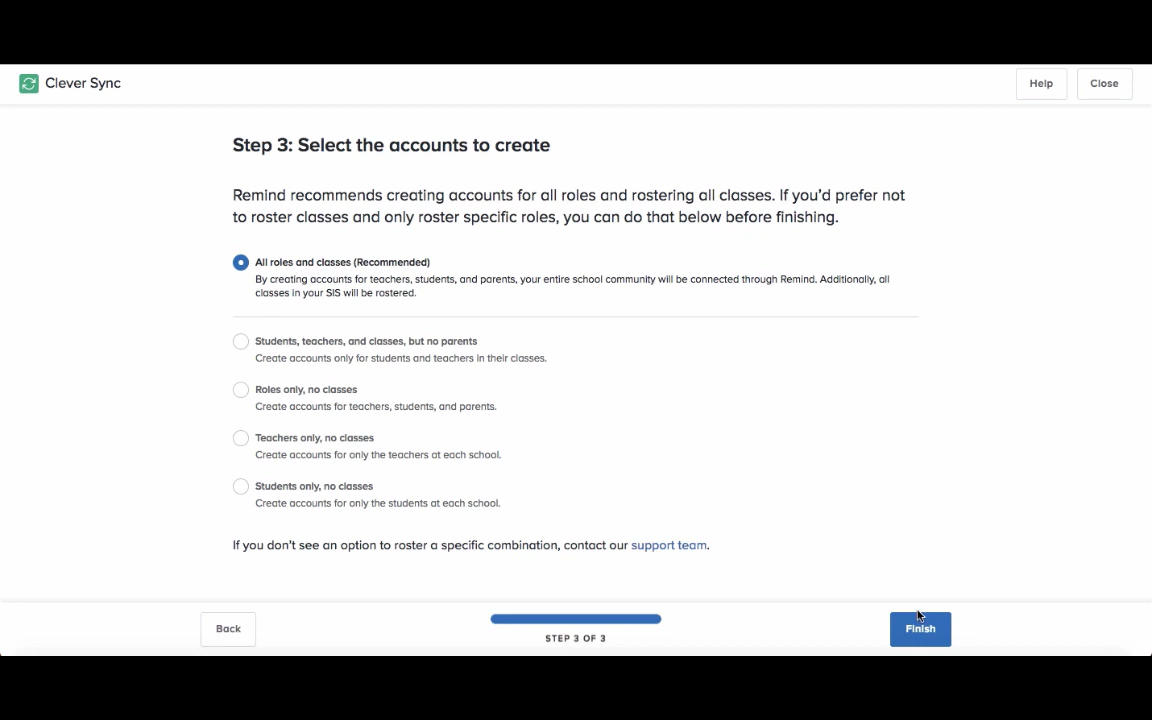 Clever Sync
Help
Close
Step 3: Select the accounts to create
Remind recommends creating accounts for all roles and rostering all classes. If you'd prefer not
to roster classes and only roster specific roles, you can do that below before finishing.
All roles and classes (Recommended)
By creating accounts for teachers, students, and parents, your entire school community will be connected through Remind. Additionally, all
classes in your SIS will be rostered.
Students, teachers, and classes, but no parents
Create accounts only for students and teachers in their classes.
Roles only, no classes
Create accounts for teachers, students, and parents.
Teachers only, no classes
Create accounts for only the teachers at each school.
Students only, no classes
Create accounts for only the students at each school.
If you don't see an option to roster a specific combination, contact our support team.
Back
STEP 3 OF 3
Finish